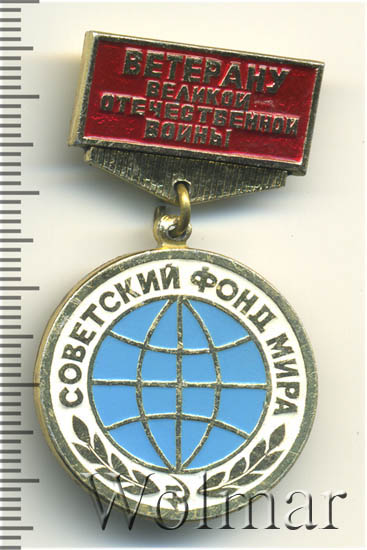 ВЕТЕРАНУ
ВЕЛИКОЙ
ОТЕЧЕСТВЕННОЙ
ВОЙНЫ
СОВЕТСКИЙ ФОНД МИРА
Wolmar